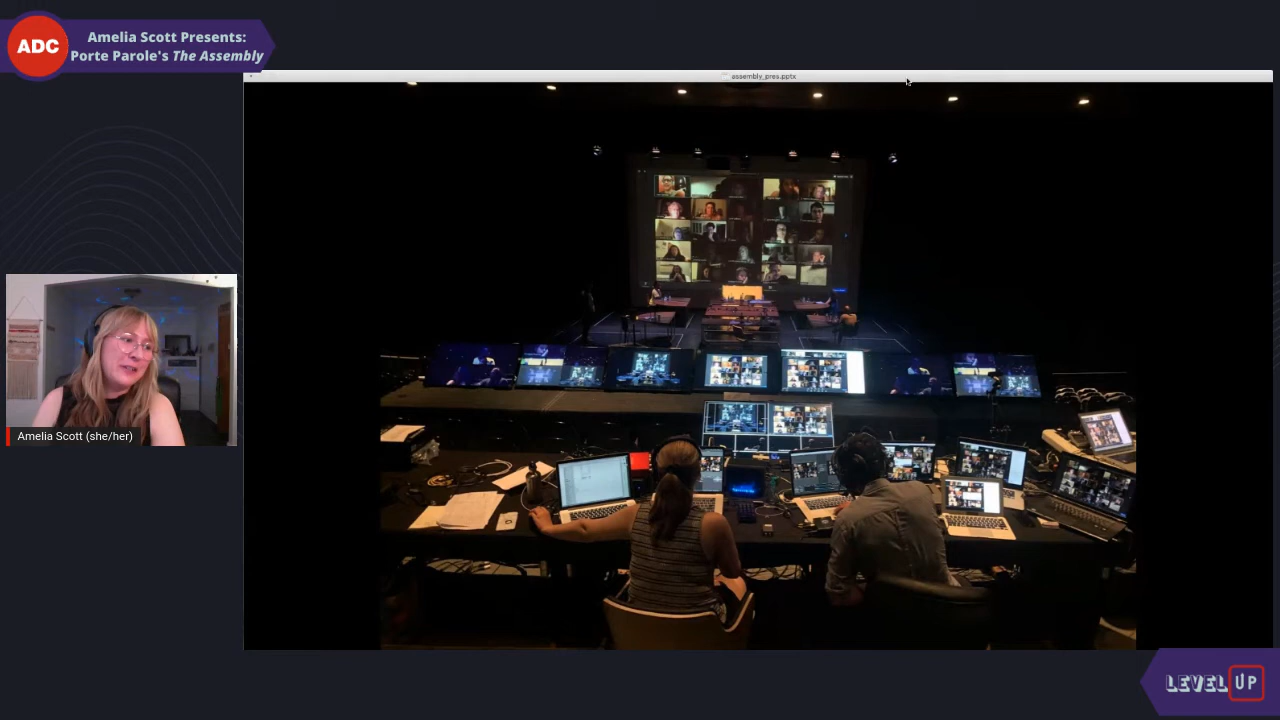 ADC
Amelia Scott Presents:
Porte Parole's The Assembly
assembly_pres.pptx
Amelia Scott (she/her)
LEVEL UP